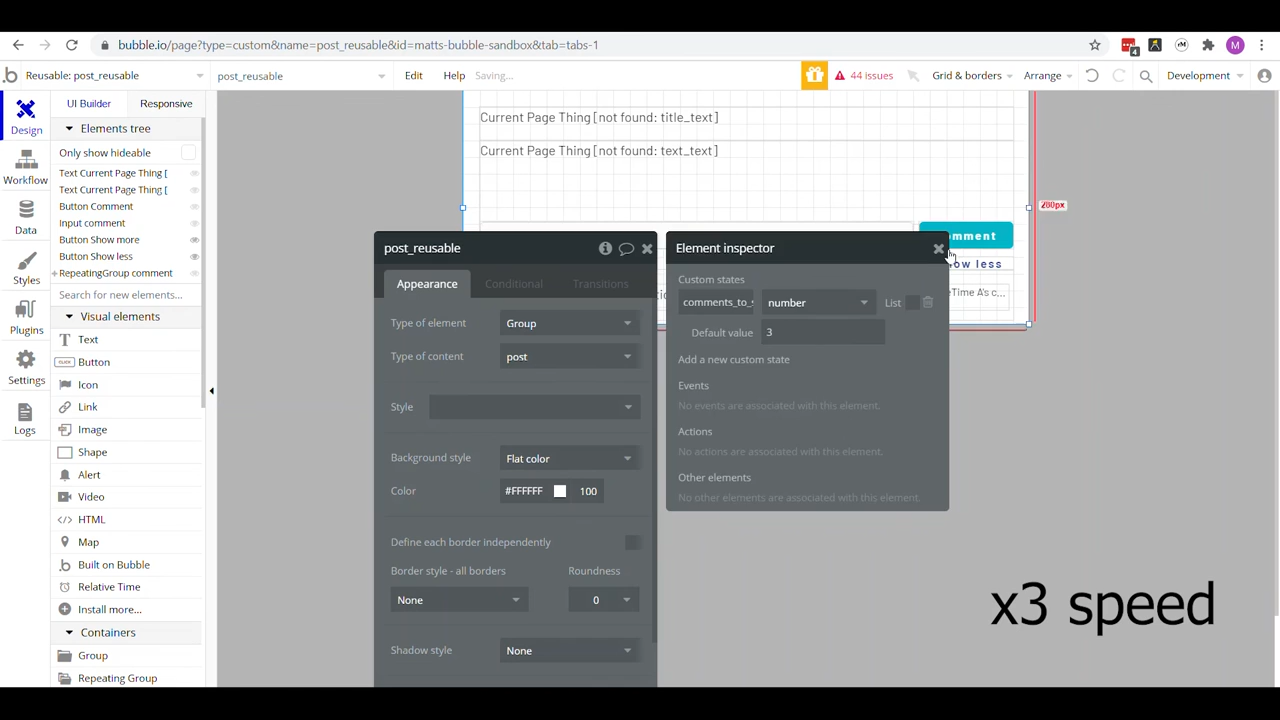 bubble.io/page?type=custom&name=post_reusable&id=matts-bubble-sandbox&tab=tabs-1
4
M
Reusable: post_reusable
post_reusable
Edit
Help
Saving...
44 issues
Grid & borders
Arrange
Development
Design
Workflow
Data
Styles
Plugins
Settings
Logs
UI Builder
Responsive
Elements tree
Only show hideable
Text Current Page Thing [
Text Current Page Thing [
Button Comment
Input comment
Button Show more
Button Show less
RepeatingGroup comment
Search for new elements...
Visual elements
Text
CLICK
Button
Icon
Link
Image
Shape
Alert
Video
HTML
Map
Built on Bubble
Relative Time
Install more...
Containers
Group
Repeating Group
Current Page Thing [not found: title_text]
Current Page Thing [not found: text_text]
200px
omment
ow less
Time A's c...
post_reusable
Appearance
Conditional
Transitions
Type of element
Group
Type of content
post
Style
Background style
Flat color
Color
#FFFFFF
100
Define each border independently
Border style - all borders
Roundness
None
0
Shadow style
None
Element inspector
Custom states
comments_to_s
number
List
Default value
3
Add a new custom state
Events
No events are associated with this element.
Actions
No actions are associated with this element.
Other elements
No other elements are associated with this element.
x3 speed